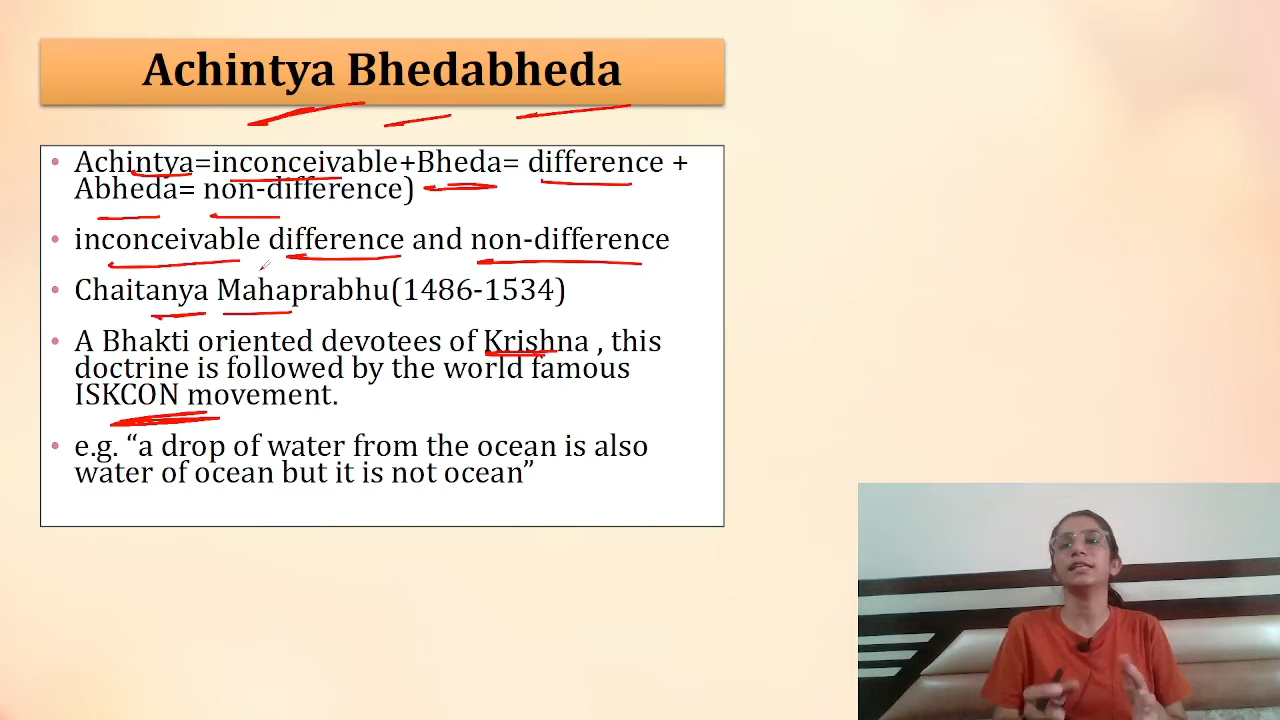 Achintya Bhedabheda
• Achintya=inconceivable+Bheda= difference +
Abheda= non-difference)
• inconceivable difference and non-difference
• Chaitanya Mahaprabhu(1486-1534)
• A Bhakti oriented devotees of Krishna , this
doctrine is followed by the world famous
ISKCON movement.
• e.g. “a drop of water from the ocean is also
water of ocean but it is not ocean”